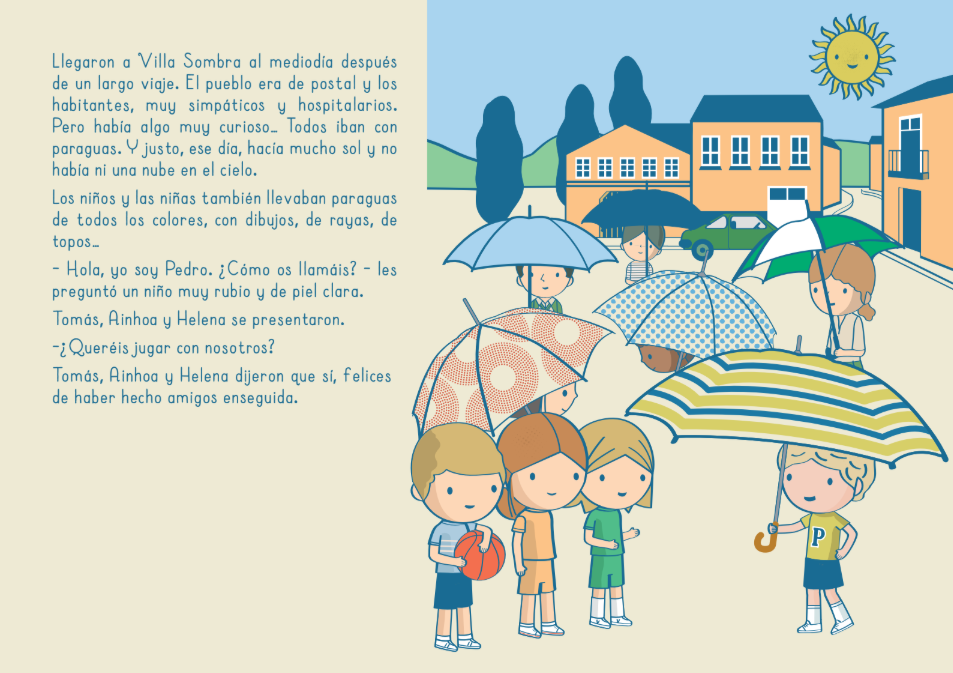 Llegaron a Villa Sombra al mediodía después
de un largo viaje. El pueblo era de postal y los
habitantes, muy simpáticos y hospitalarios.
Pero había algo muy curioso… Todos iban con
paraguas. Y justo, ese día, hacía mucho sol y no
había ni una nube en el cielo.
Los niños y las niñas también llevaban paraguas
de todos los colores, con dibujos, de rayas, de
topos…
- Hola, yo soy Pedro. ¿Cómo os llamáis? - les
preguntó un niño muy rubio y de piel clara.
Tomás, Ainhoa y Helena se presentaron.
-¿Queréis jugar con nosotros?
Tomás, Ainhoa y Helena dijeron que sí, felices
de haber hecho amigos enseguida.
P